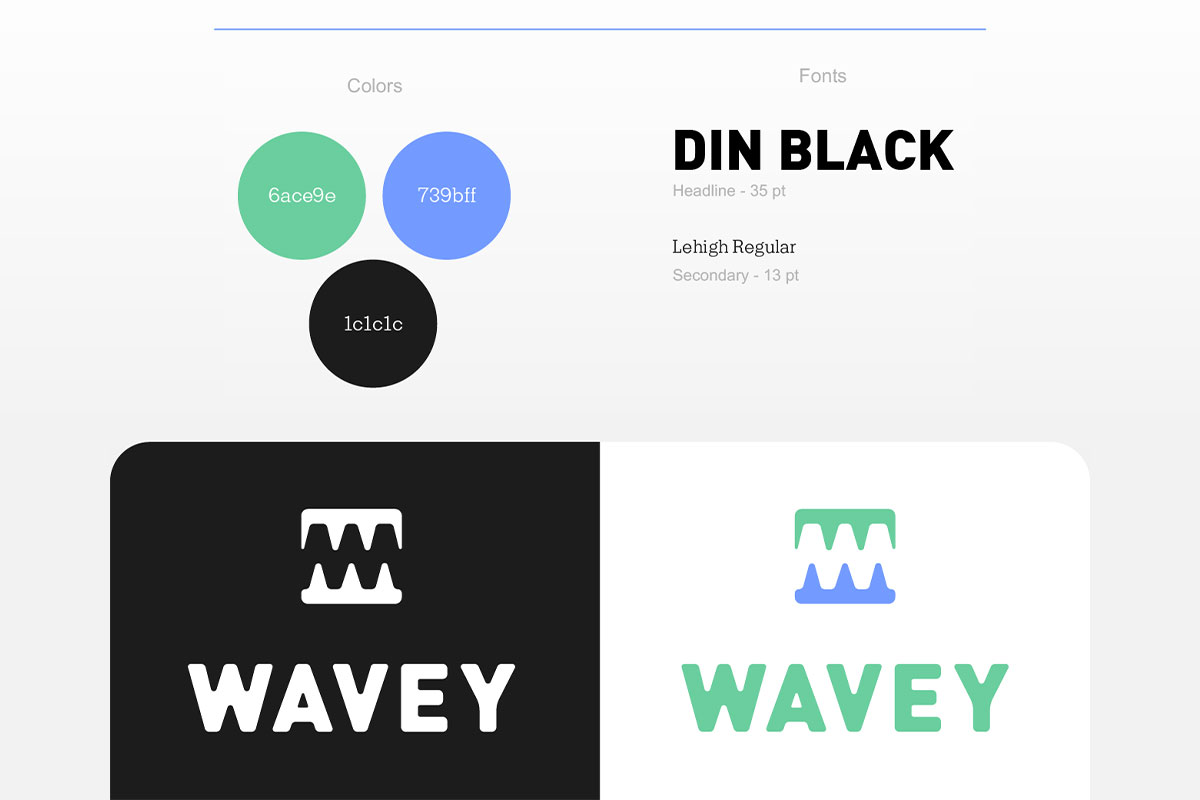 Colors
6ace9e
739bff
1c1c1c
Fonts
DIN BLACK
Headline - 35 pt
Lehigh Regular
Secondary - 13 pt
WAVEY
WAVEY